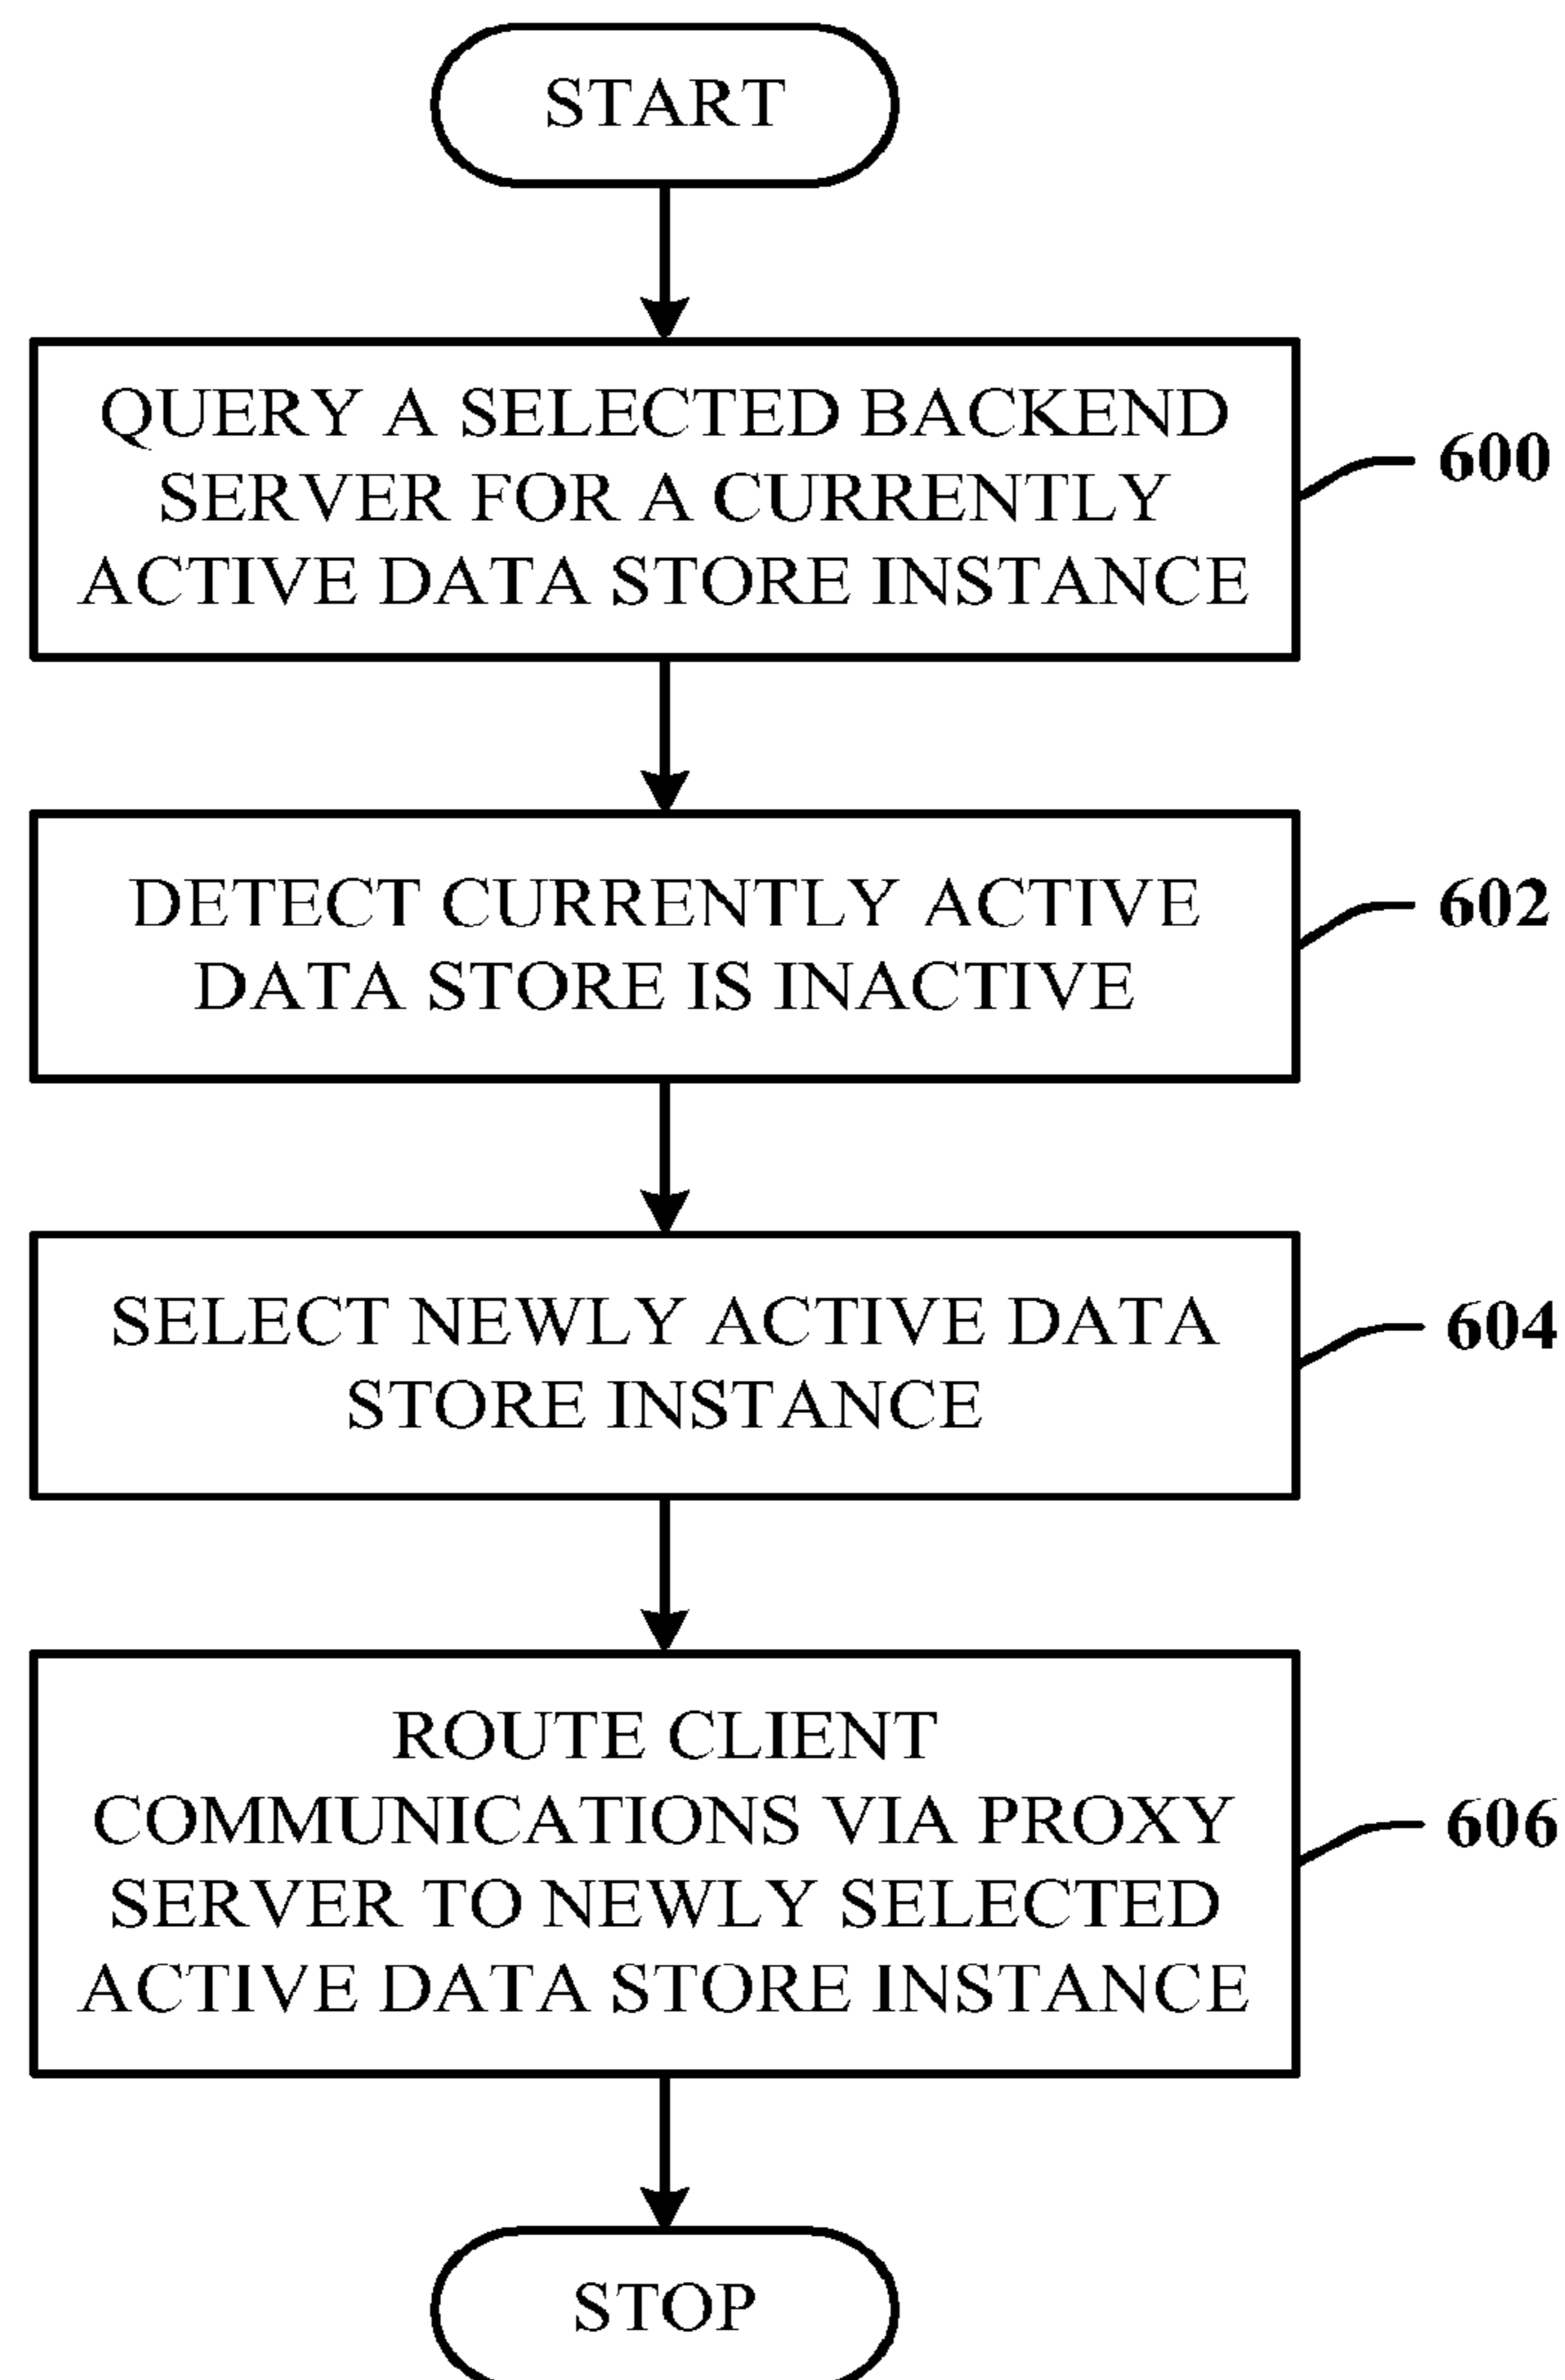 START
QUERY A SELECTED BACKEND
SERVER FOR A CURRENTLY
ACTIVE DATA STORE INSTANCE
600
DETECT CURRENTLY ACTIVE
DATA STORE IS INACTIVE
602
SELECT NEWLY ACTIVE DATA
STORE INSTANCE
604
ROUTE CLIENT
COMMUNICATIONS VIA PROXY
SERVER TO NEWLY SELECTED
ACTIVE DATA STORE INSTANCE
606
STOP